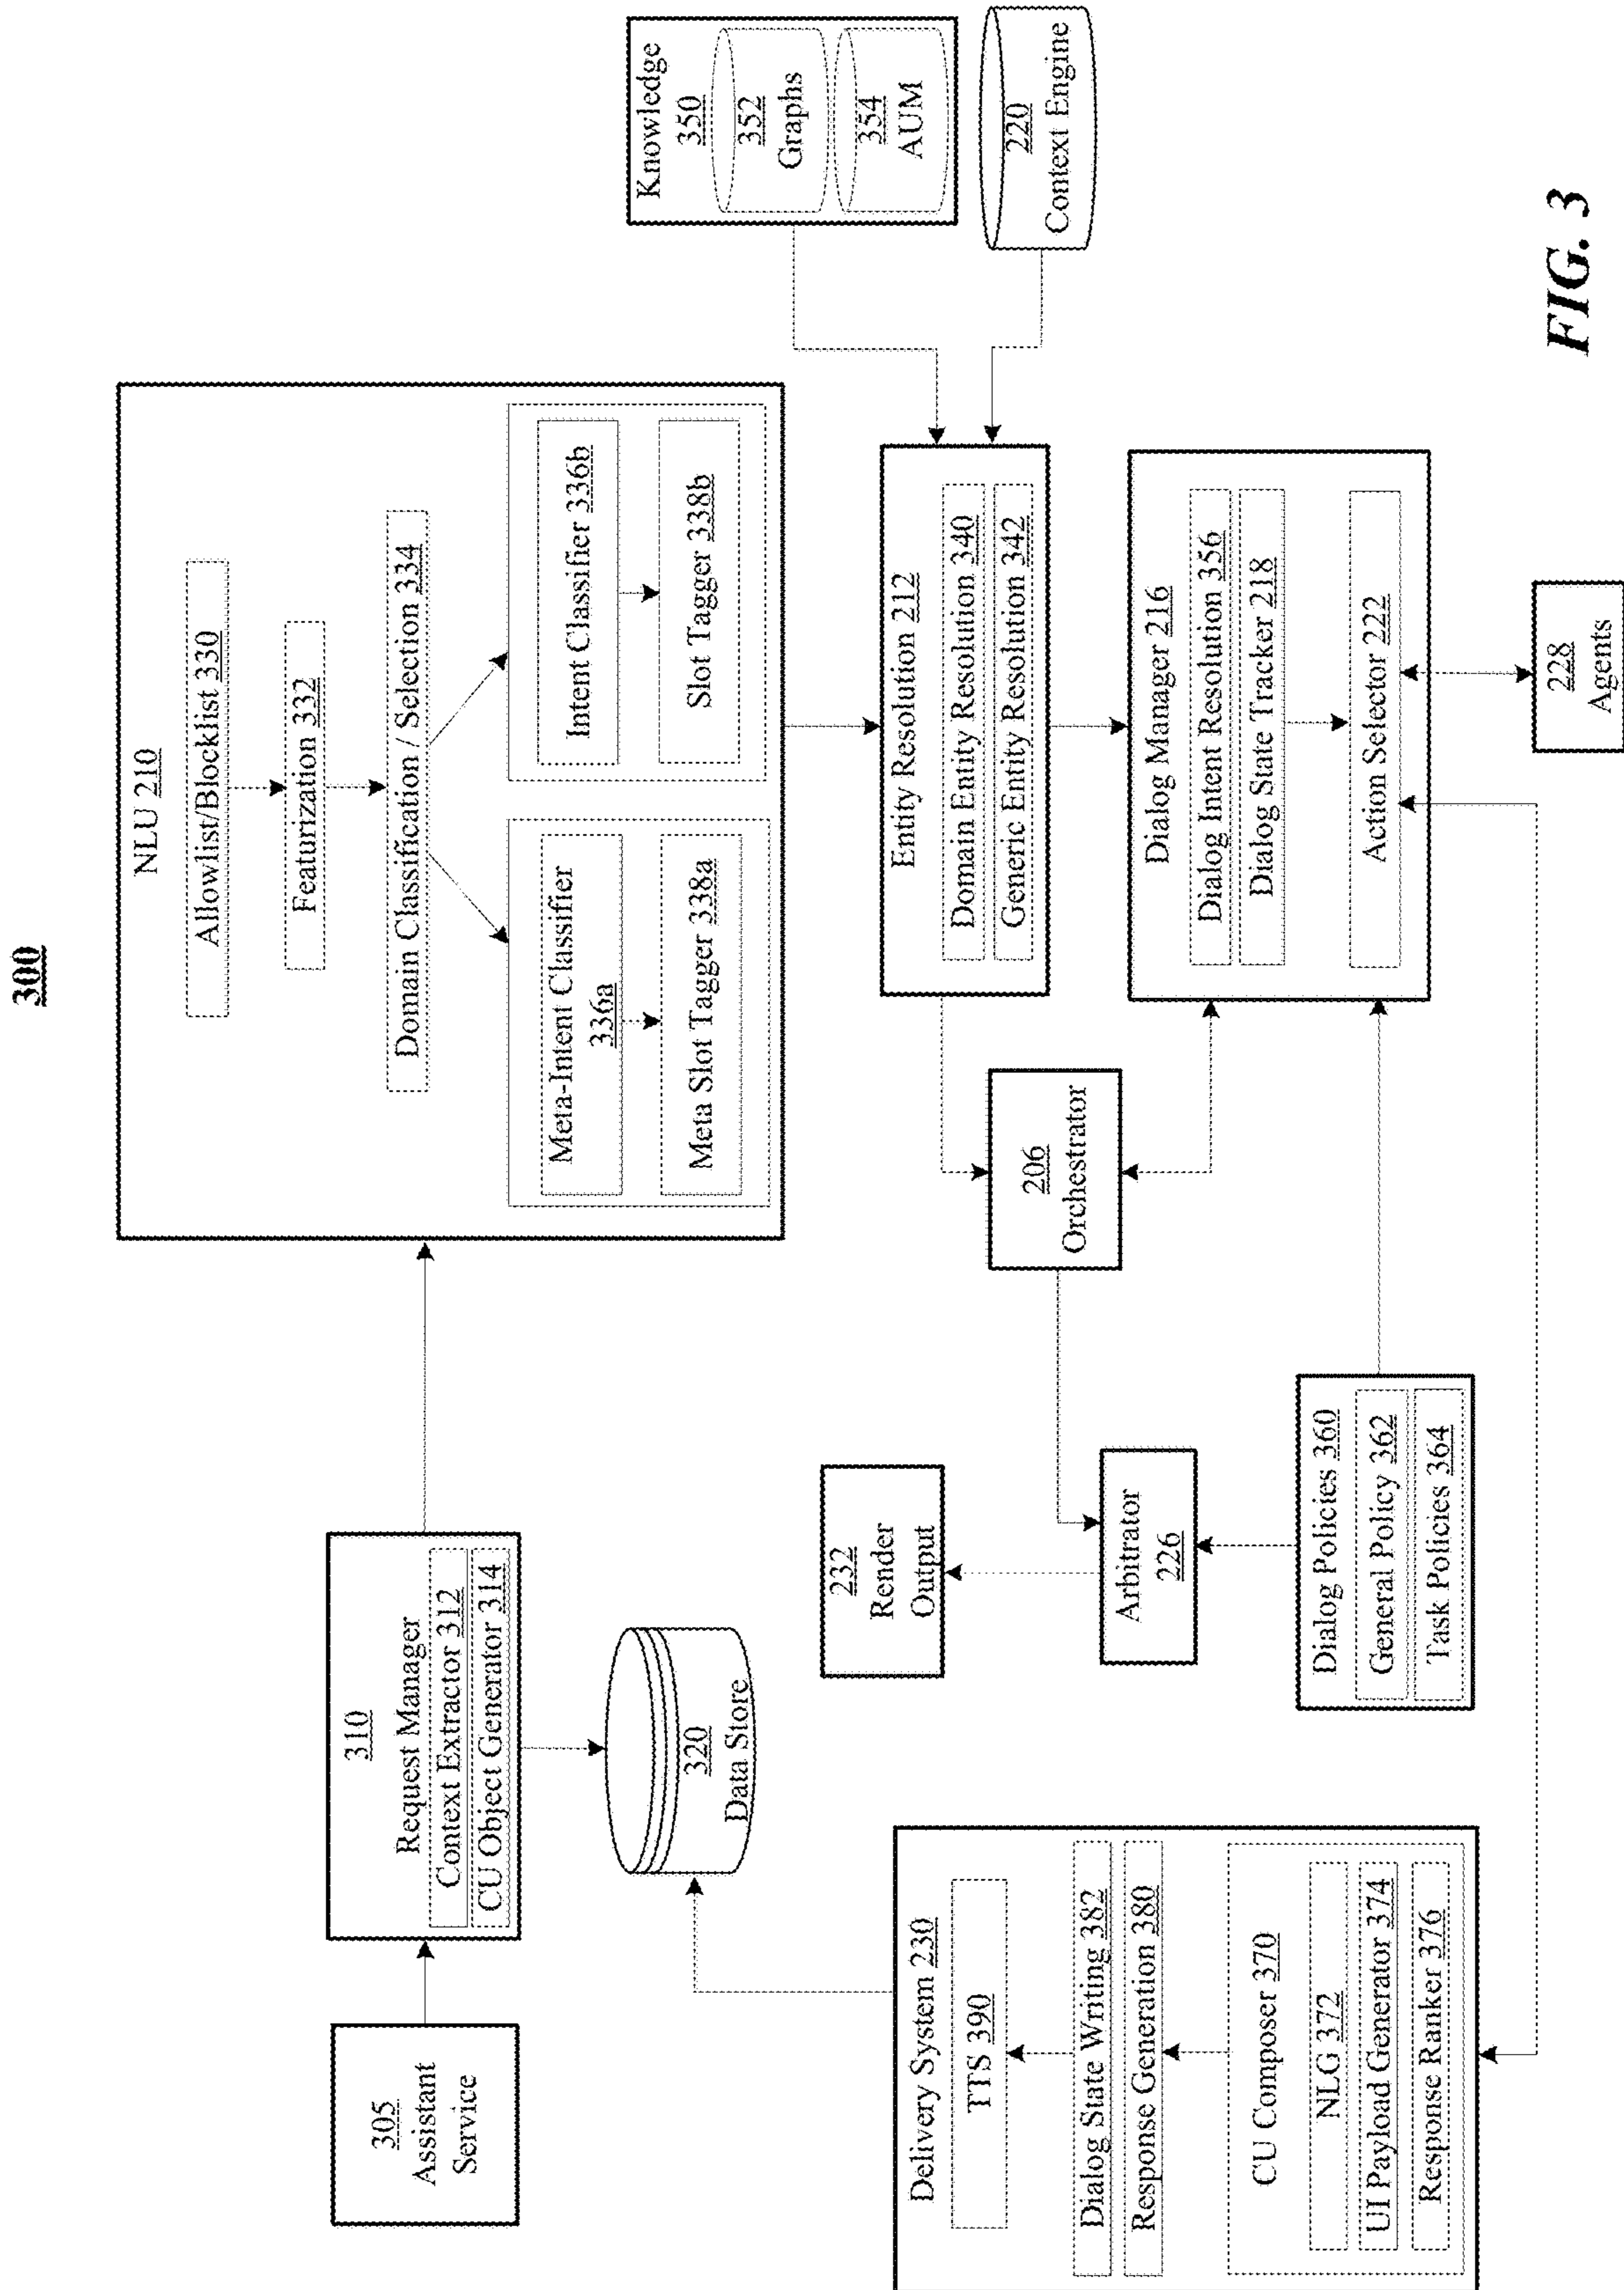 300
305
Assistant
Service
310
Request Manager
Context Extractor 312
CU Object Generator 314
320
Data Store
NLU 210
Allowlist/Blocklist 330
Featurization 332
Domain Classification / Selection 334
Meta-Intent Classifier
336a
Meta Slot Tagger 338a
Intent Classifier 336b
Slot Tagger 338b
Knowledge
350
352
Graphs
354
AUM
220
Context Engine
Entity Resolution 212
Domain Entity Resolution 340
Generic Entity Resolution 342
Delivery System 230
TTS 390
Dialog State Writing 382
Response Generation 380
CU Composer 370
NLG 372
UI Payload Generator 374
Response Ranker 376
232
Render
Output
Arbitrator
226
206
Orchestrator
Dialog Policies 360
General Policy 362
Task Policies 364
Dialog Manager 216
Dialog Intent Resolution 356
Dialog State Tracker 218
Action Selector 222
228
Agents
FIG. 3